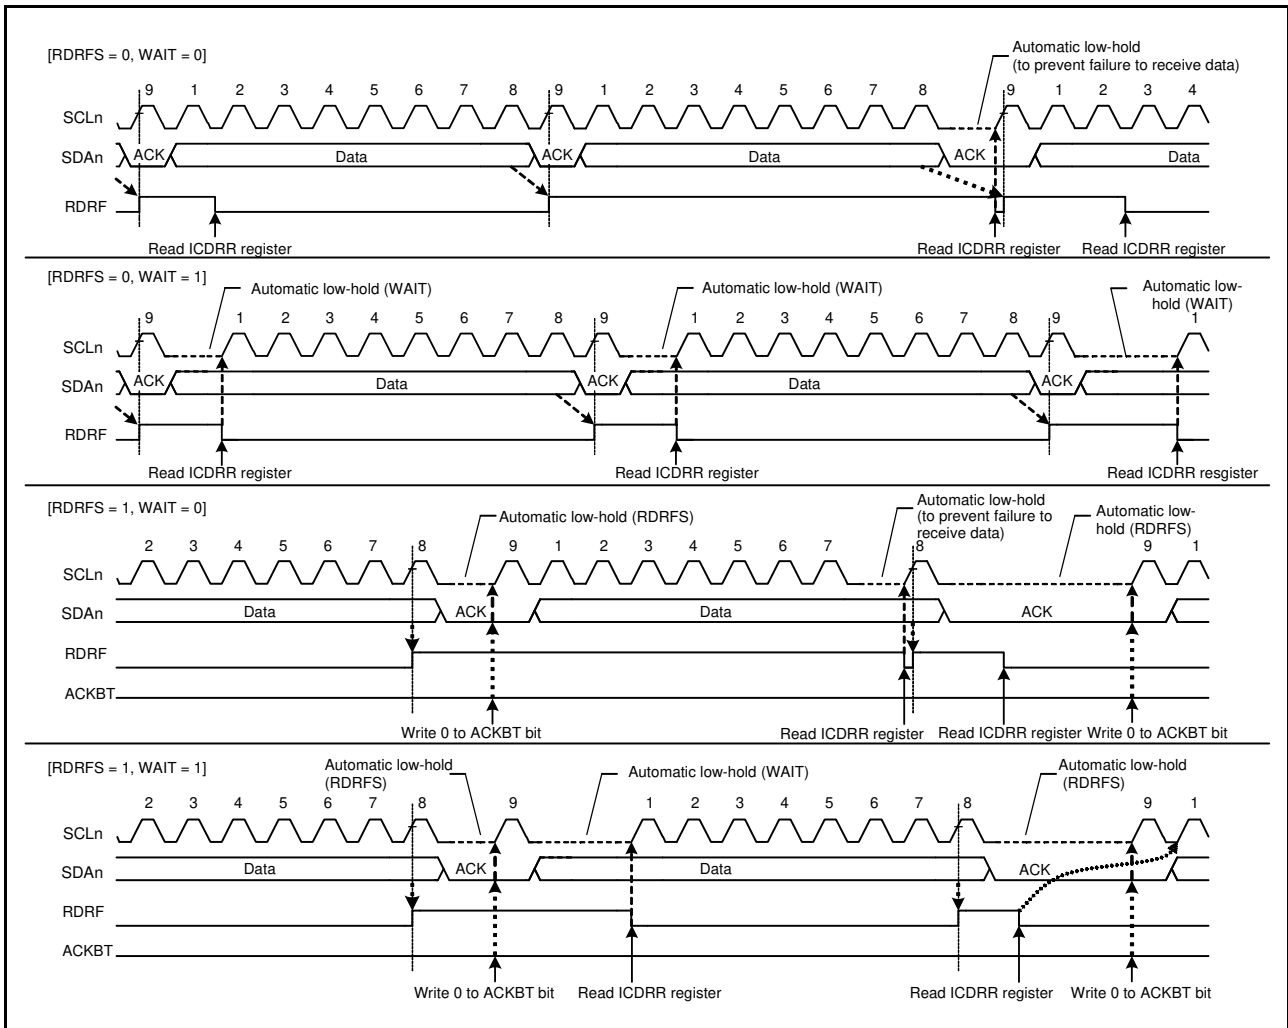 [RDRFS = 0, WAIT = 0]
Automatic low-hold
(to prevent failure to receive data)
9 1 2 3 4 5 6 7 8 9 1 2 3 4 5 6 7 8 9 1 2 3 4
SCLn
SDAn ACK Data ACK Data ACK Data
RDRF
Read ICDRR register Read ICDRR register Read ICDRR register
[RDRFS = 0, WAIT = 1]
Automatic low-hold (WAIT) Automatic low-hold (WAIT) Automatic low-
hold (WAIT)
9 1 2 3 4 5 6 7 8 9 1 2 3 4 5 6 7 8 9 1
SCLn
SDAn ACK Data ACK Data ACK
RDRF
Read ICDRR register Read ICDRR register Read ICDRR resgister
[RDRFS = 1, WAIT = 0]
Automatic low-hold (RDRFS)
Automatic low-hold
(to prevent failure to
receive data)
Automatic low-
hold (RDRFS)
2 3 4 5 6 7 8 9 1 2 3 4 5 6 7 8 9 1
SCLn
SDAn Data ACK Data ACK
RDRF
ACKBT
Write 0 to ACKBT bit Read ICDRR register Read ICDRR register Write 0 to ACKBT bit
[RDRFS = 1, WAIT = 1]
Automatic low-hold
(RDRFS)
Automatic low-hold (WAIT)
Automatic low-hold
(RDRFS)
2 3 4 5 6 7 8 9 1 2 3 4 5 6 7 8 9 1
SCLn
SDAn Data ACK Data ACK
RDRF
ACKBT
Write 0 to ACKBT bit Read ICDRR register Read ICDRR register Write 0 to ACKBT bit